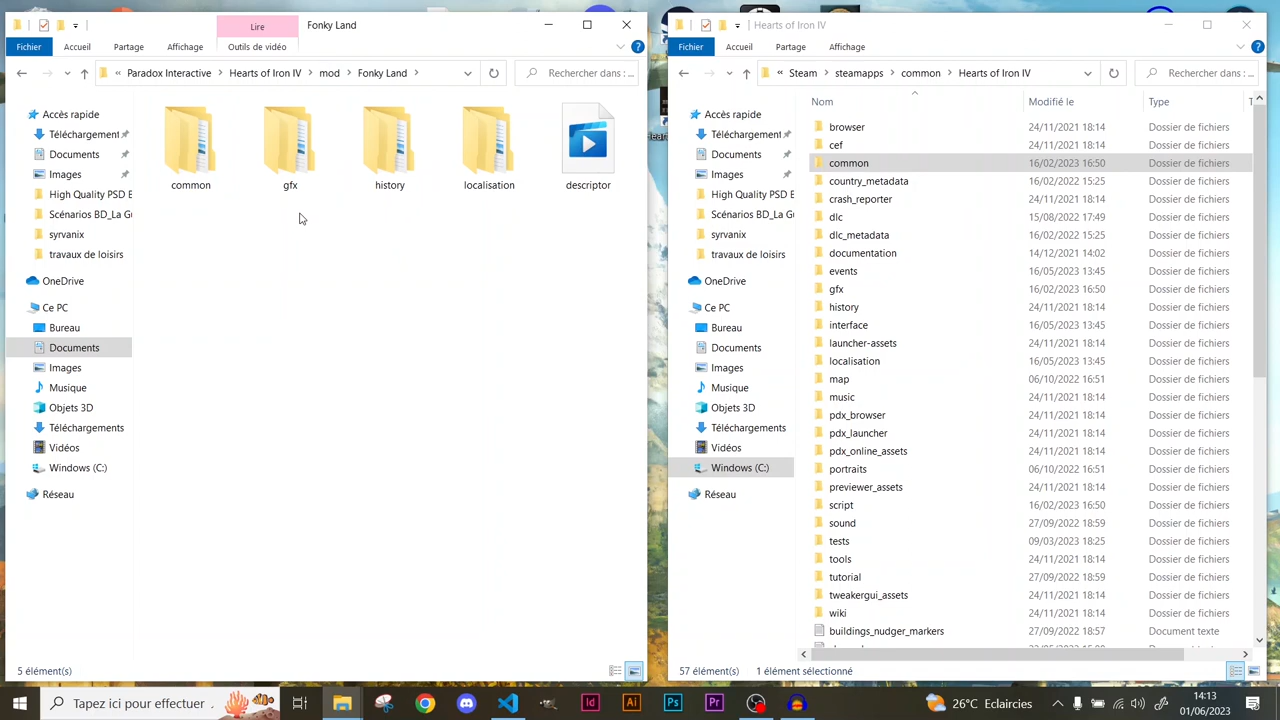 Lire
Fonky Land
Fichier
Accueil
Partage
Affichage
Outils de vidéo
« Paradox Interactive > Hearts of Iron IV > mod > Fonky Land >
Rechercher dans : ...
Accès rapide
Téléchargement
Documents
Images
High Quality PSD E
Scénarios BD_La Gu
syrvanix
travaux de loisirs
OneDrive
Ce PC
Bureau
Documents
Images
Musique
Objets 3D
Téléchargements
Vidéos
Windows (C:)
Réseau
common
gfx
history
localisation
descriptor
5 élément(s)
Hearts of Iron IV
Fichier
Accueil
Partage
Affichage
« Steam > steamapps > common > Hearts of Iron IV
Rechercher dans : ...
Accès rapide
Téléchargement
Documents
Images
High Quality PSD E
Scénarios BD_La Gu
syrvanix
travaux de loisirs
OneDrive
Ce PC
Bureau
Documents
Images
Musique
Objets 3D
Téléchargements
Vidéos
Windows (C:)
Réseau
Nom Modifié le Type T
browser 24/11/2021 18:14 Dossier de fichiers
cef 24/11/2021 18:14 Dossier de fichiers
common 16/02/2023 16:50 Dossier de fichiers
country_metadata 16/02/2022 15:25 Dossier de fichiers
crash_reporter 24/11/2021 18:14 Dossier de fichiers
dlc 15/08/2022 17:49 Dossier de fichiers
dlc_metadata 16/02/2022 15:25 Dossier de fichiers
documentation 14/12/2021 14:02 Dossier de fichiers
events 16/05/2023 13:45 Dossier de fichiers
gfx 16/02/2023 16:50 Dossier de fichiers
history 24/11/2021 18:14 Dossier de fichiers
interface 16/05/2023 13:45 Dossier de fichiers
launcher-assets 24/11/2021 18:14 Dossier de fichiers
localisation 16/05/2023 13:45 Dossier de fichiers
map 06/10/2022 16:51 Dossier de fichiers
music 24/11/2021 18:14 Dossier de fichiers
pdx_browser 24/11/2021 18:14 Dossier de fichiers
pdx_launcher 24/11/2021 18:14 Dossier de fichiers
pdx_online_assets 24/11/2021 18:14 Dossier de fichiers
portraits 06/10/2022 16:51 Dossier de fichiers
previewer_assets 24/11/2021 18:14 Dossier de fichiers
script 16/02/2023 16:50 Dossier de fichiers
sound 27/09/2022 18:59 Dossier de fichiers
tests 09/03/2023 18:25 Dossier de fichiers
tools 24/11/2021 18:14 Dossier de fichiers
tutorial 27/09/2022 18:59 Dossier de fichiers
tweakergui_assets 24/11/2021 18:14 Dossier de fichiers
wiki 24/11/2021 18:14 Dossier de fichiers
buildings_nudger_markers 27/09/2022 18:57 Document texte
57 élément(s) 1 élément sélectionné
Tapez ici pour effectuer
Id
Ai
Ps
Pr
26°C Eclaircies
14:13
01/06/2023